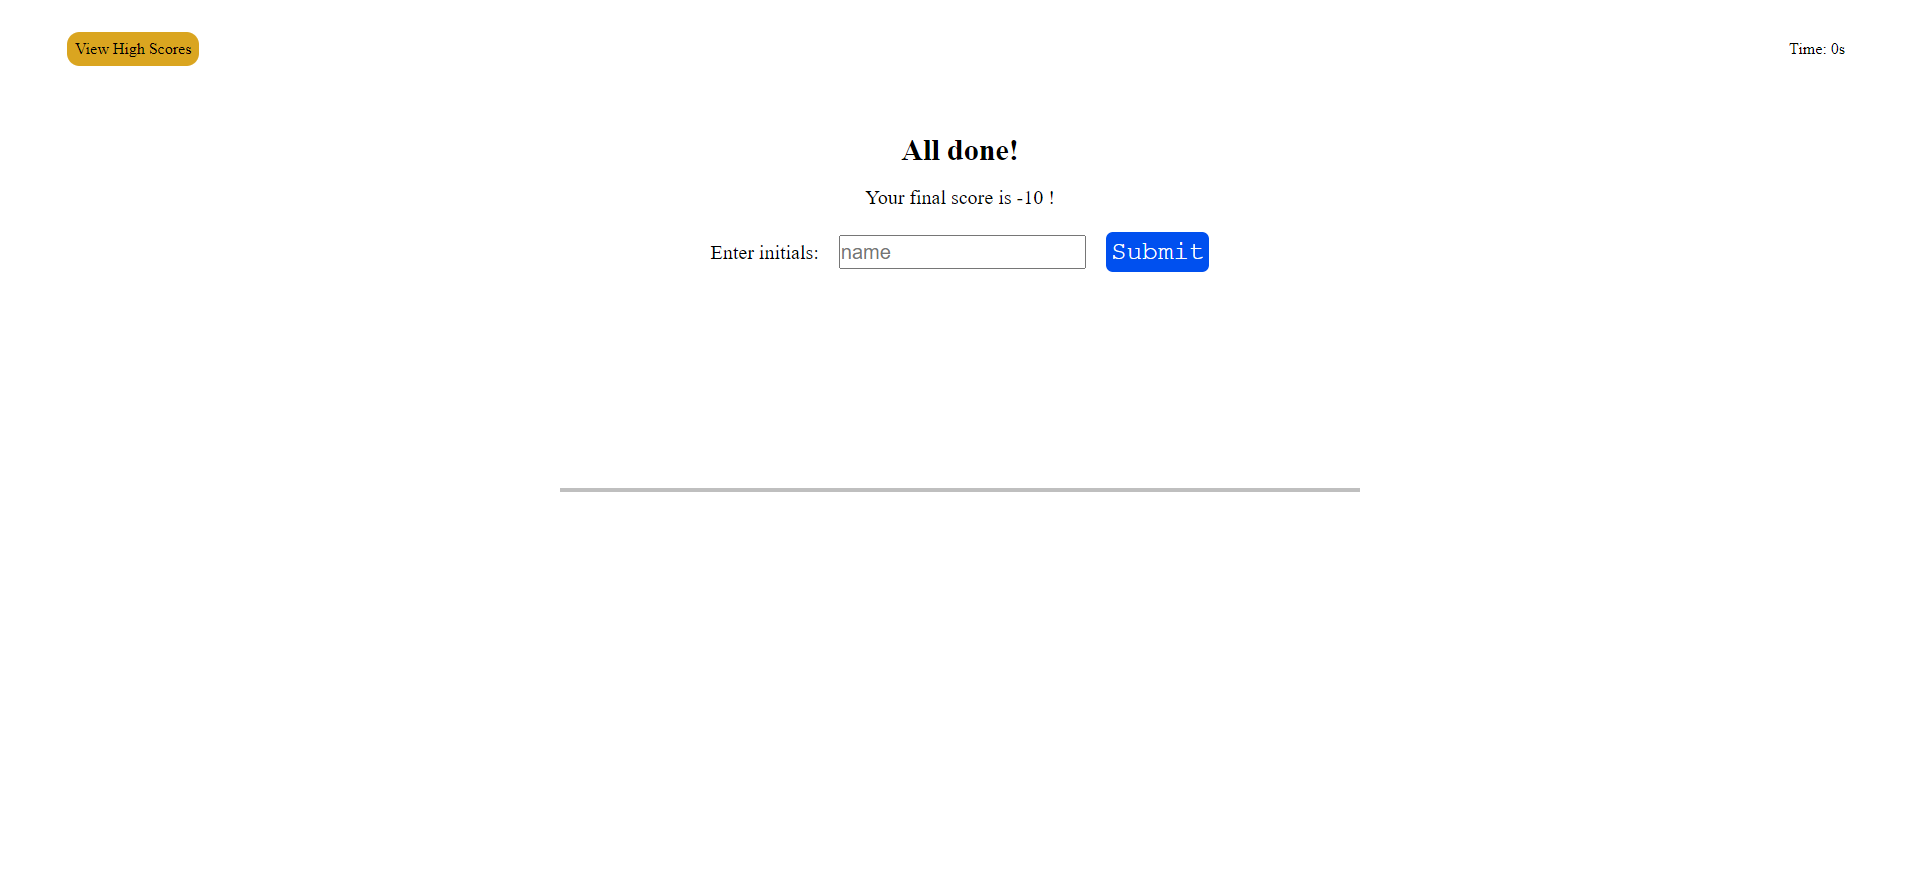 View High Scores
Time: 0s
All done!
Your final score is -10 !
Enter initials:
name
Submit